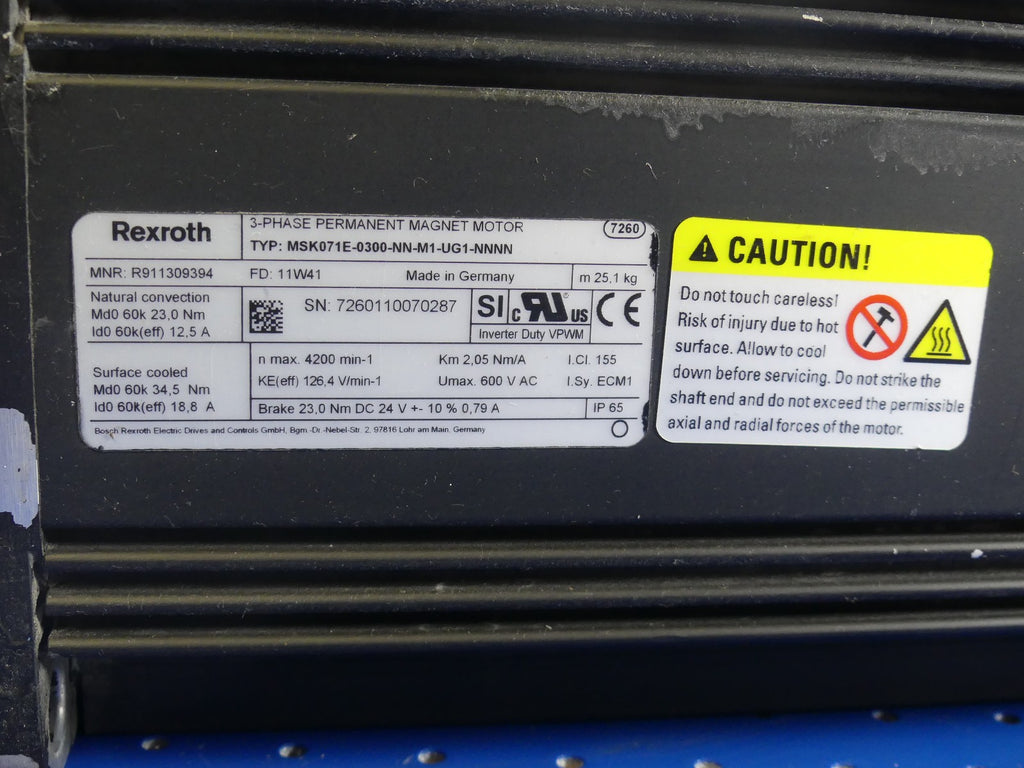 Rexroth
3-PHASE PERMANENT MAGNET MOTOR
7260
TYP: MSK071E-0300-NN-M1-UG1-NNNN
MNR: R911309394
FD: 11W41
Made in Germany
m 25,1 kg
Natural convection
Md0 60k 23,0 Nm
Id0 60k(eff) 12,5 A
SN: 7260110070287
SI
c RU ® US
CE
Inverter Duty VPWM
Surface cooled
Md0 60k 34,5 Nm
Id0 60k(eff) 18,8 A
n max. 4200 min-1
Km 2,05 Nm/A
I.Cl. 155
KE(eff) 126,4 V/min-1
Umax. 600 V AC
I.Sy. ECM1
Brake 23,0 Nm DC 24 V +- 10 % 0,79 A
IP 65
Bosch Rexroth Electric Drives and Controls GmbH, Bgm.-Dr.-Nebel-Str. 2, 97816 Lohr am Main, Germany
CAUTION!
Do not touch careless!
Risk of injury due to hot
surface. Allow to cool
down before servicing. Do not strike the
shaft end and do not exceed the permissible
axial and radial forces of the motor.